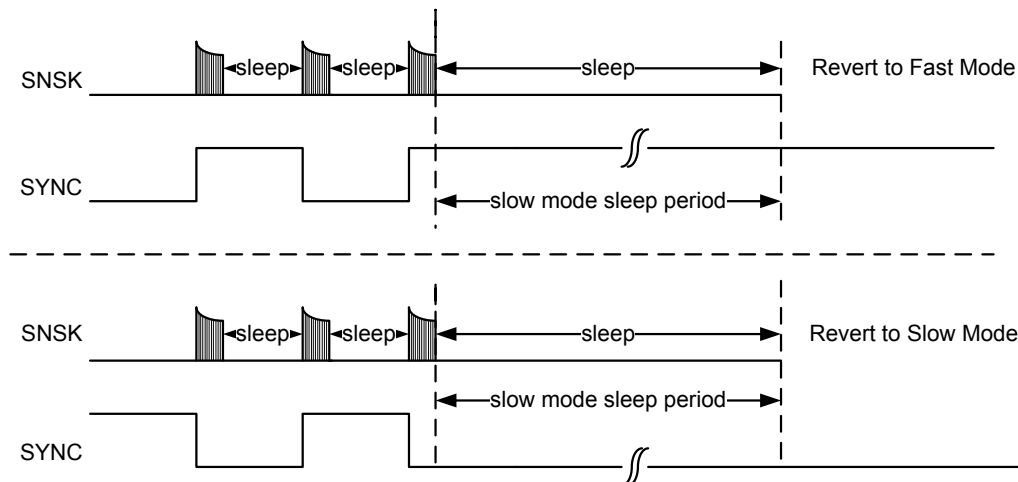 sleep sleep sleep Revert to Fast Mode
SNSK
SYNC
slow mode sleep period
SNSK sleep sleep sleep Revert to Slow Mode
slow mode sleep period
SYNC